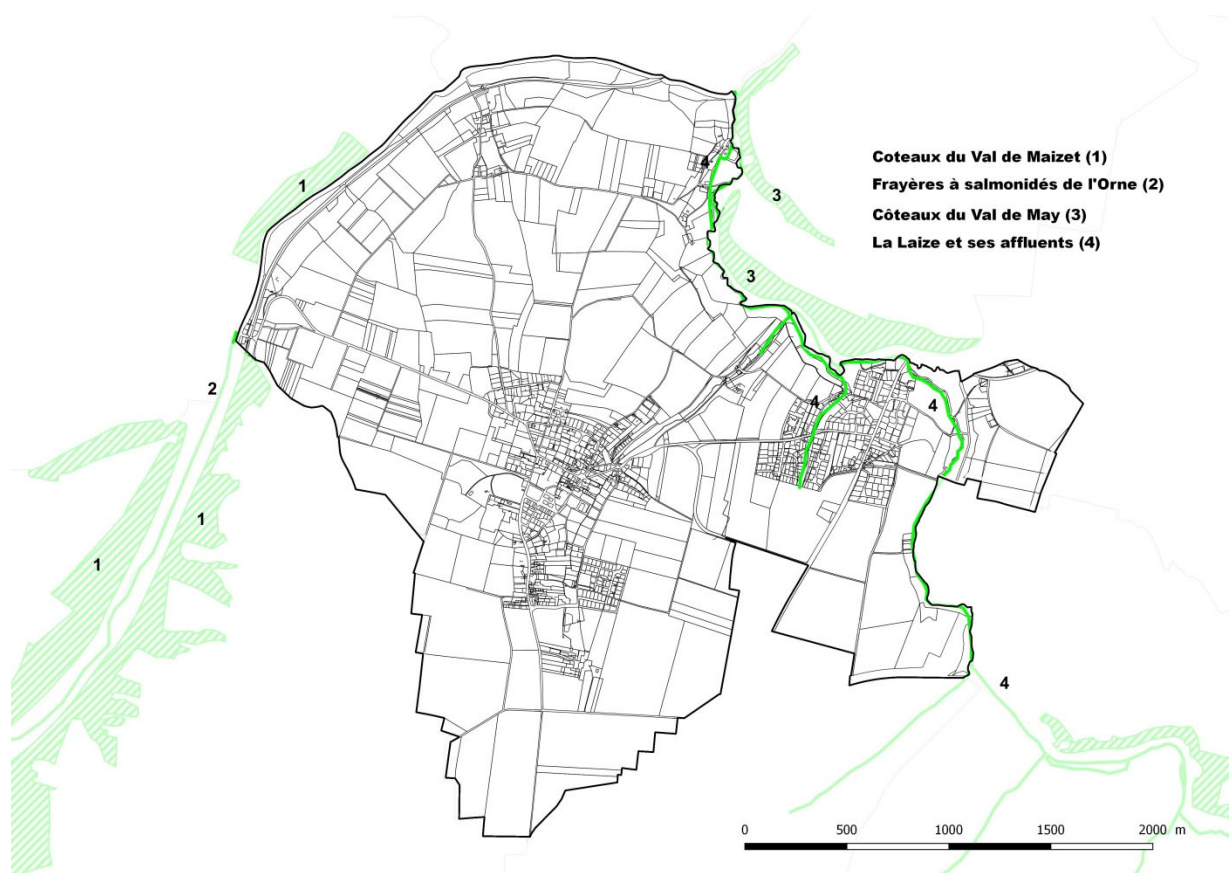 Coteaux du Val de Maizet (1)
Frayères à salmonidés de l'Orne (2)
Côteaux du Val de May (3)
La Laize et ses affluents (4)
4
1
3
3
2
4
4
1
1
4
0 500 1000 1500 2000 m